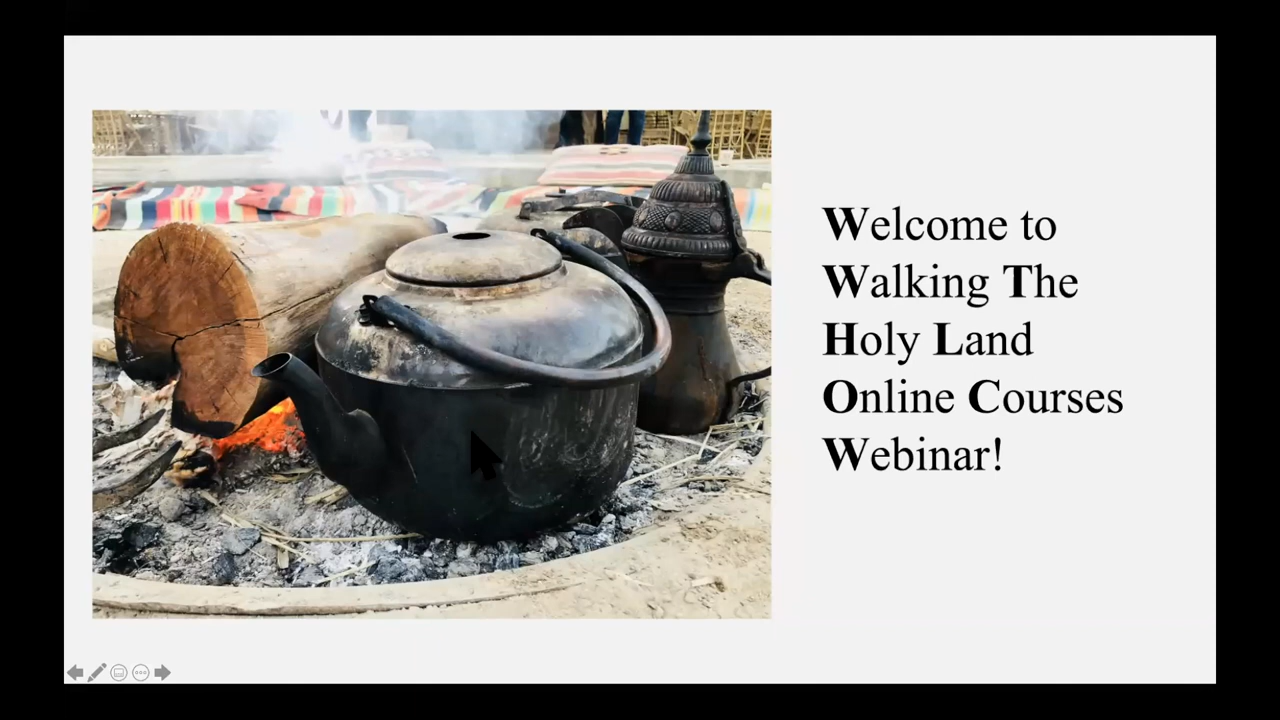 Welcome to
Walking The
Holy Land
Online Courses
Webinar!